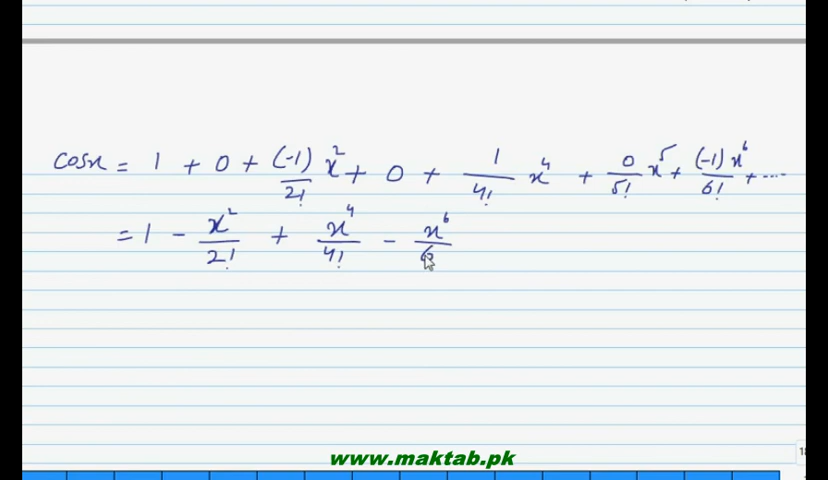 cosx = 1 + 0 + (-1)/2! x² + 0 + 1/4! x⁴ + 0/5! x⁵ + (-1)x⁶/6! + ....
= 1 - x²/2! + x⁴/4! - x⁶/6
www.maktab.pk